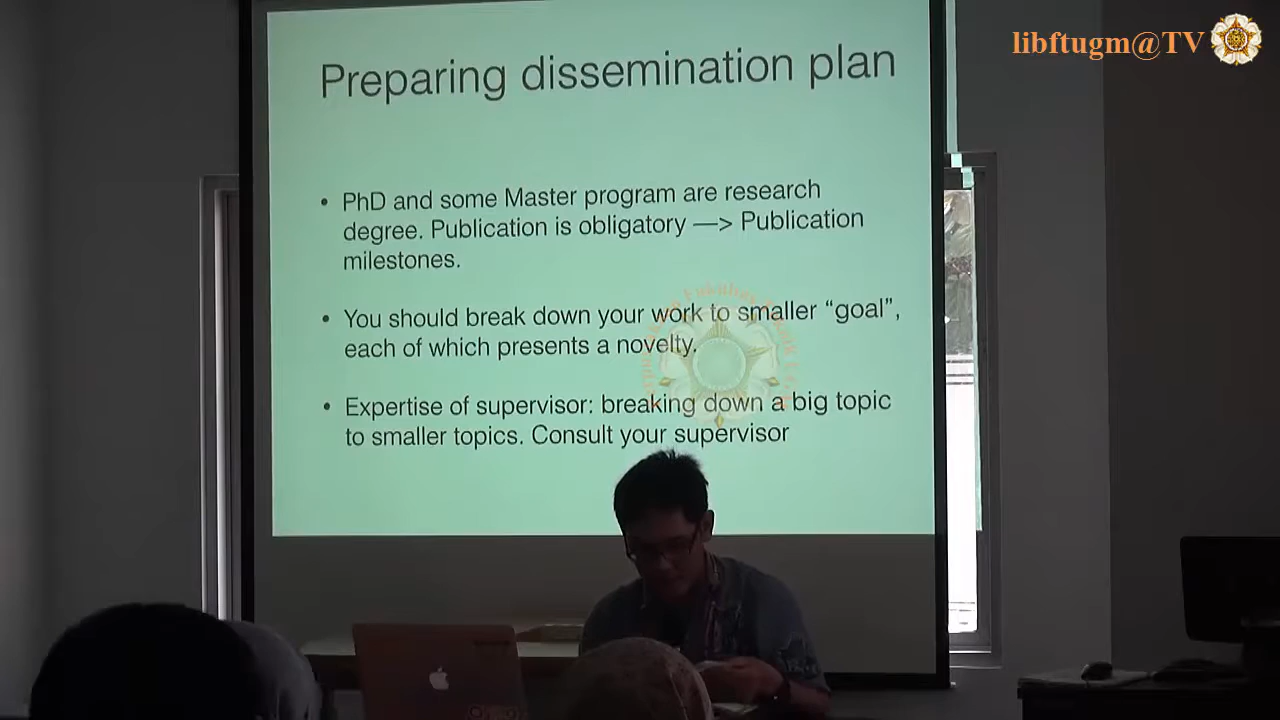 libftugm@TV
Preparing dissemination plan
• PhD and some Master program are research
degree. Publication is obligatory —> Publication
milestones.
• You should break down your work to smaller “goal”,
each of which presents a novelty.
• Expertise of supervisor: breaking down a big topic
to smaller topics. Consult your supervisor